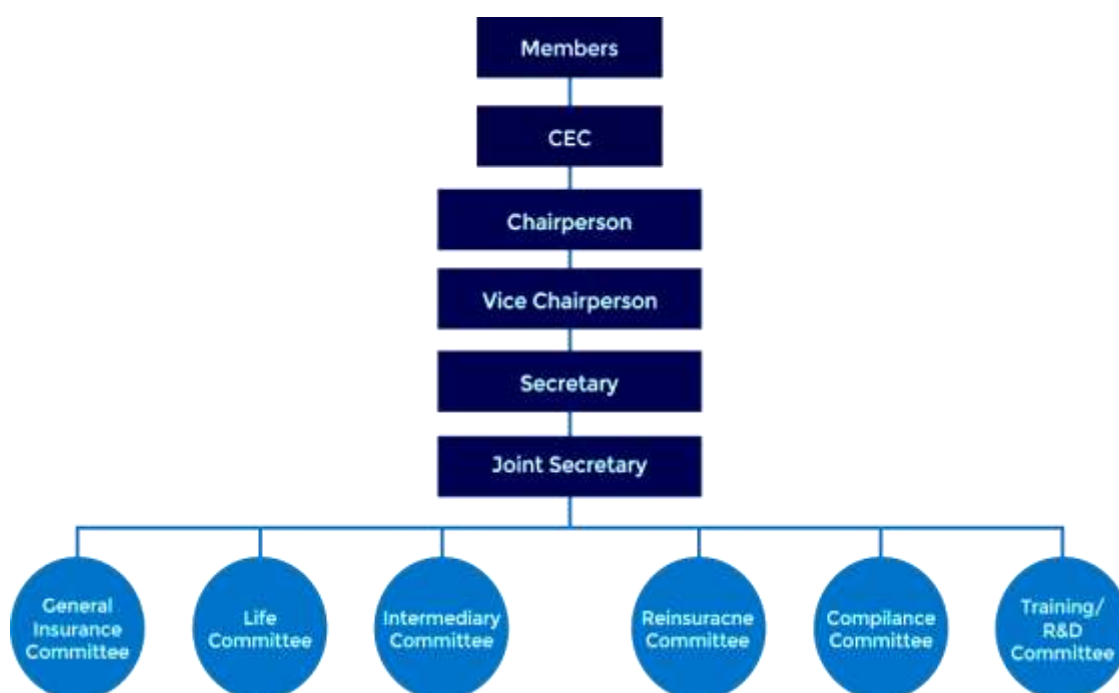 Members
CEC
Chairperson
Vice Chairperson
Secretary
Joint Secretary
General
Insurance
Committee
Life
Committee
Intermediary
Committee
Reinsuracne
Committee
Compilance
Committee
Training/
R&D
Committee